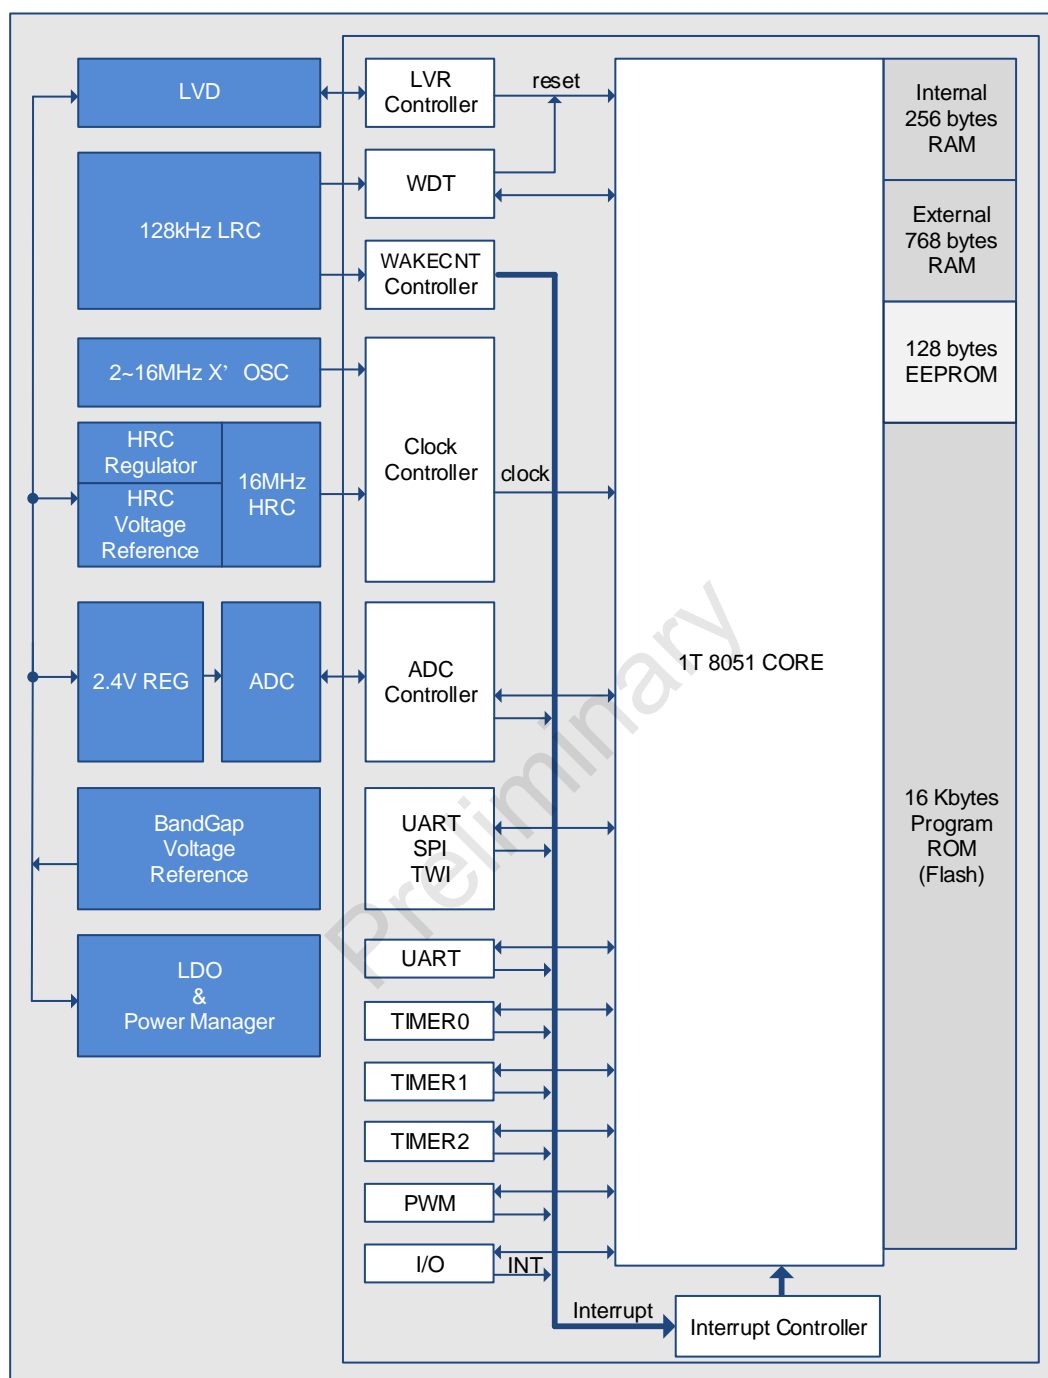 LVD
LVR
Controller
reset
Internal
256 bytes
RAM
128kHz LRC
WDT
External
768 bytes
RAM
WAKECNT
Controller
2~16MHz X’ OSC
128 bytes
EEPROM
HRC
Regulator
HRC
Voltage
Reference
16MHz
HRC
Clock
Controller
clock
2.4V REG
ADC
ADC
Controller
1T 8051 CORE
BandGap
Voltage
Reference
UART
SPI
TWI
16 Kbytes
Program
ROM
(Flash)
LDO
&
Power Manager
UART
TIMER0
TIMER1
TIMER2
PWM
I/O
INT
Interrupt
Interrupt Controller
Preliminary